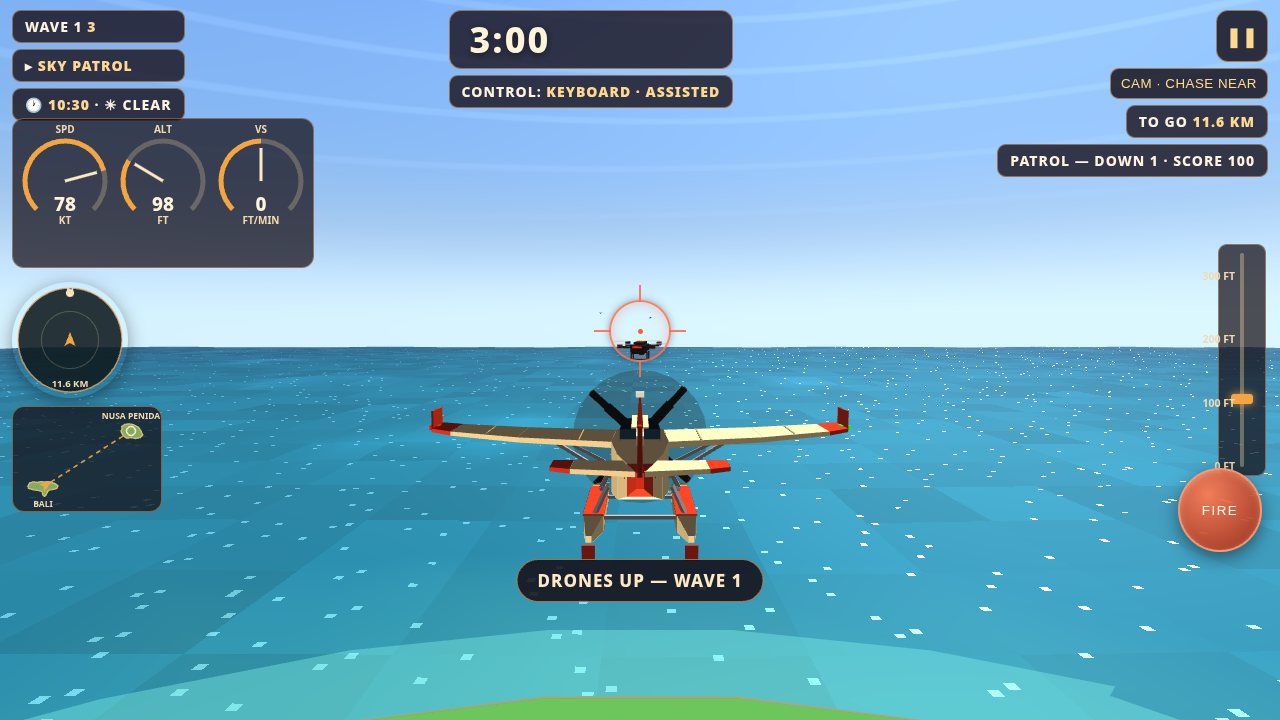 WAVE 1 3
▸ SKY PATROL
🕐 10:30 · ☀ CLEAR
SPD
ALT
VS
78
98
0
KT
FT
FT/MIN
11.6 KM
NUSA PENIDA
BALI
3:00
CONTROL: KEYBOARD · ASSISTED
CAM · CHASE NEAR
TO GO 11.6 KM
PATROL — DOWN 1 · SCORE 100
300 FT
200 FT
100 FT
0 FT
FIRE
DRONES UP — WAVE 1